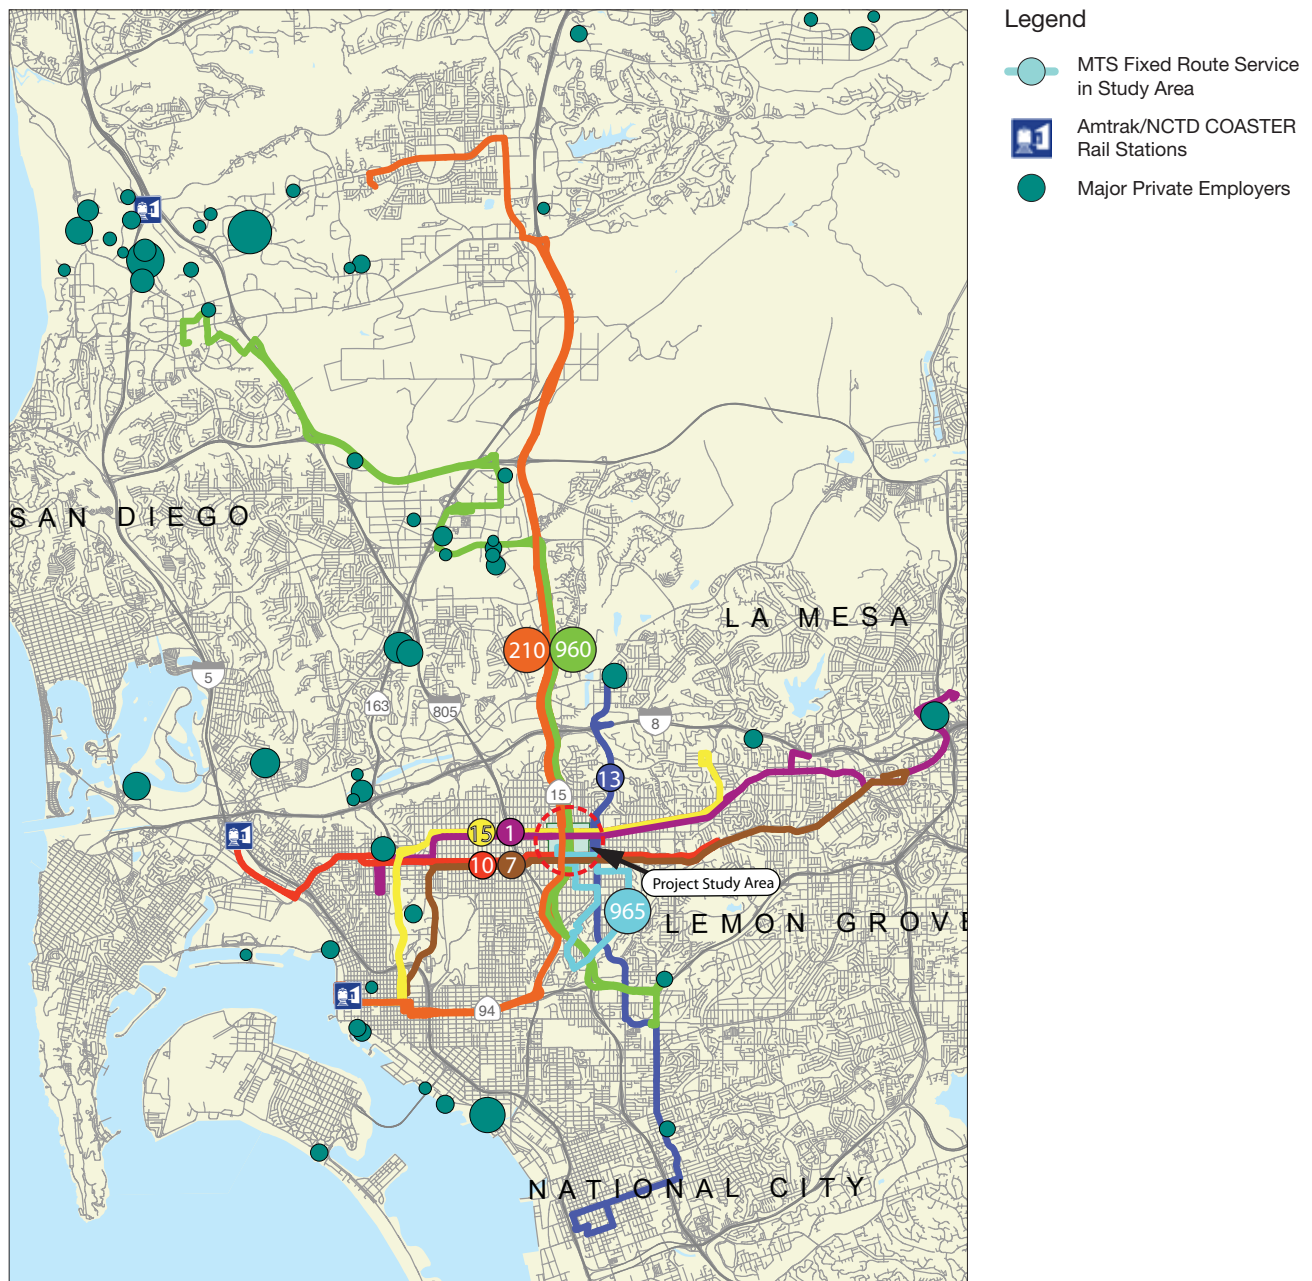 Legend
MTS Fixed Route Service
in Study Area
Amtrak/NCTD COASTER
Rail Stations
Major Private Employers
SAN DIEGO
LA MESA
210
960
5
163
805
8
13
15
15
1
10
7
Project Study Area
965
LEMON GROVE
94
NATIONAL CITY